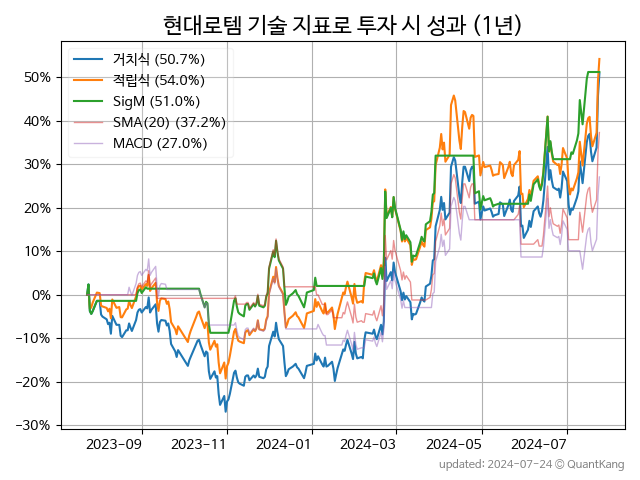 현대로템 기술 지표로 투자 시 성과 (1년)
거치식 (50.7%)
적립식 (54.0%)
SigM (51.0%)
SMA(20) (37.2%)
MACD (27.0%)
50%
40%
30%
20%
10%
0%
−10%
−20%
−30%
2023−09
2023−11
2024−01
2024−03
2024−05
2024−07
updated: 2024−07−24 © QuantKang